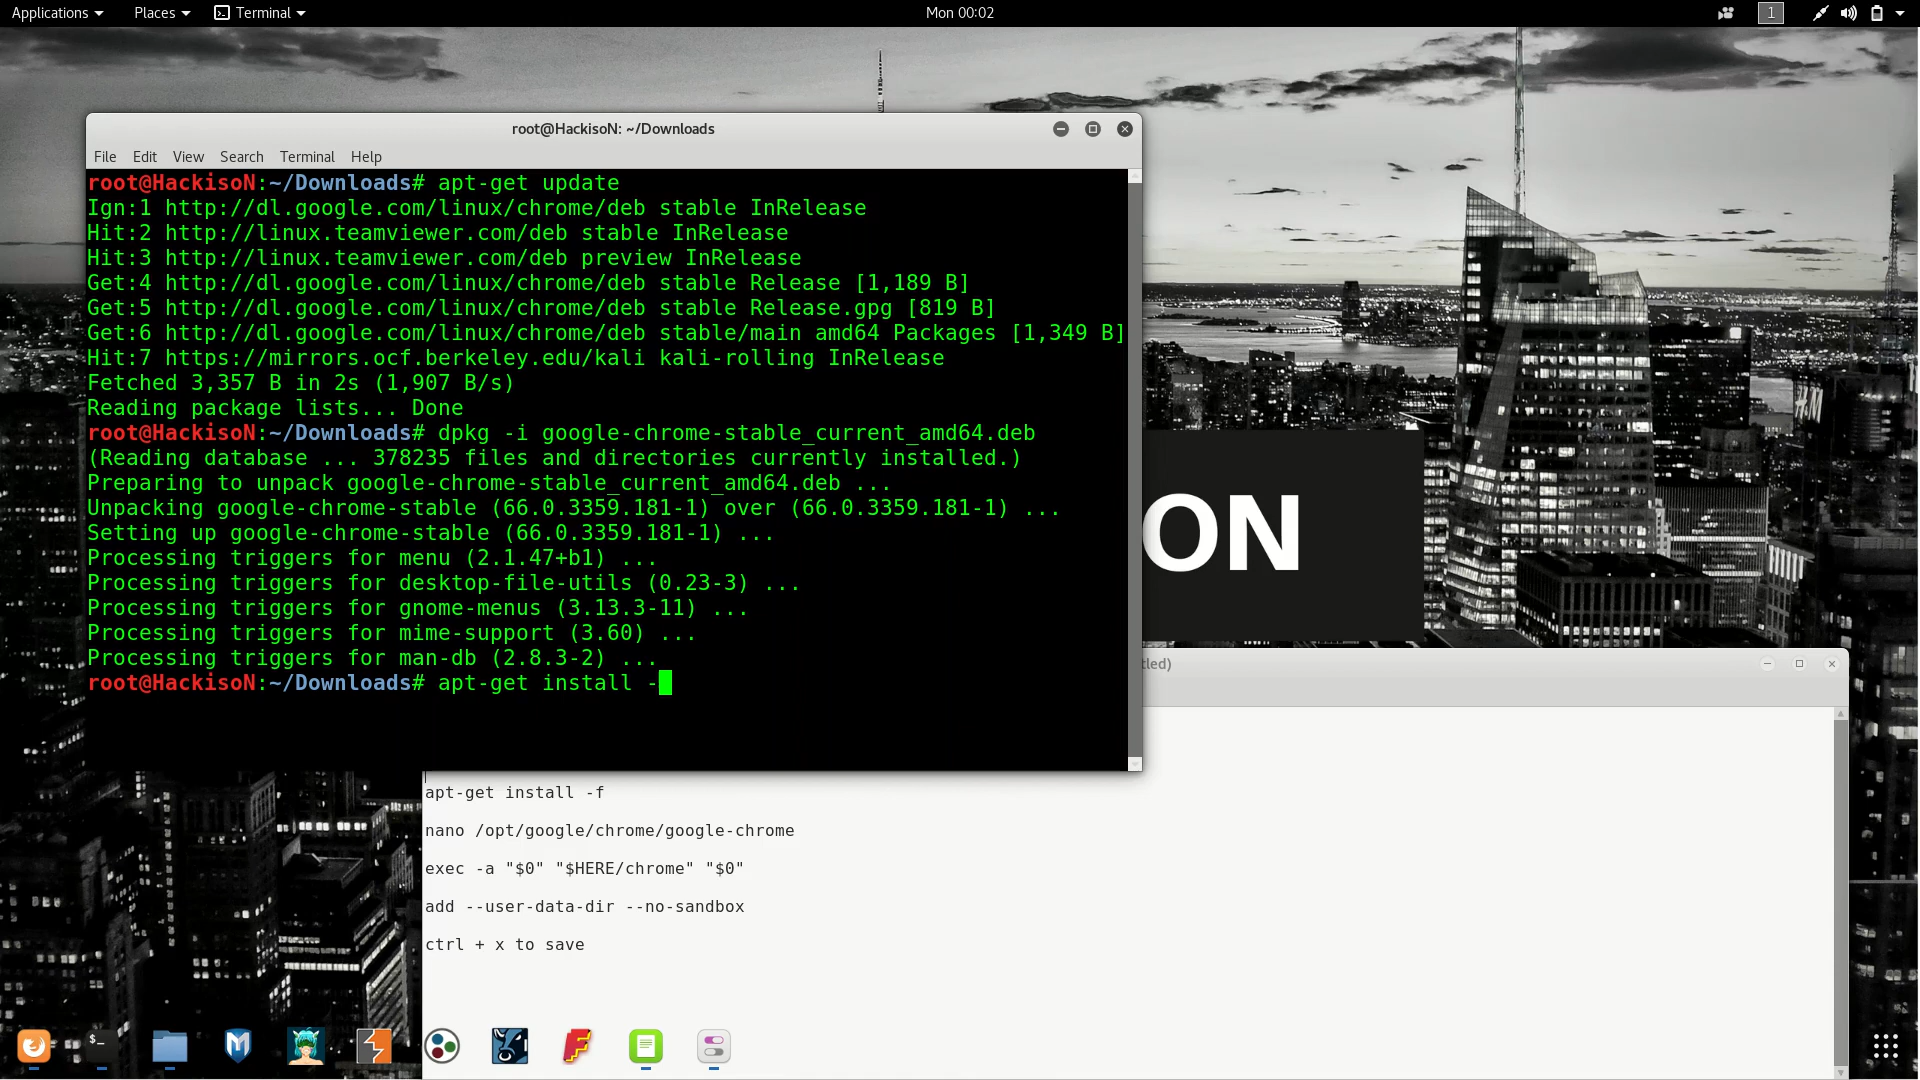 Applications Places Terminal Mon 00:02 1
root@HackisoN: ~/Downloads
File Edit View Search Terminal Help
root@HackisoN:~/Downloads# apt-get update
Ign:1 http://dl.google.com/linux/chrome/deb stable InRelease
Hit:2 http://linux.teamviewer.com/deb stable InRelease
Hit:3 http://linux.teamviewer.com/deb preview InRelease
Get:4 http://dl.google.com/linux/chrome/deb stable Release [1,189 B]
Get:5 http://dl.google.com/linux/chrome/deb stable Release.gpg [819 B]
Get:6 http://dl.google.com/linux/chrome/deb stable/main amd64 Packages [1,349 B]
Hit:7 https://mirrors.ocf.berkeley.edu/kali kali-rolling InRelease
Fetched 3,357 B in 2s (1,907 B/s)
Reading package lists... Done
root@HackisoN:~/Downloads# dpkg -i google-chrome-stable_current_amd64.deb
(Reading database ... 378235 files and directories currently installed.)
Preparing to unpack google-chrome-stable_current_amd64.deb ...
Unpacking google-chrome-stable (66.0.3359.181-1) over (66.0.3359.181-1) ...
Setting up google-chrome-stable (66.0.3359.181-1) ...
Processing triggers for menu (2.1.47+b1) ...
Processing triggers for desktop-file-utils (0.23-3) ...
Processing triggers for gnome-menus (3.13.3-11) ...
Processing triggers for mime-support (3.60) ...
Processing triggers for man-db (2.8.3-2) ...
root@HackisoN:~/Downloads# apt-get install -
ON
tled)
apt-get install -f
nano /opt/google/chrome/google-chrome
exec -a "$0" "$HERE/chrome" "$0"
add --user-data-dir --no-sandbox
ctrl + x to save